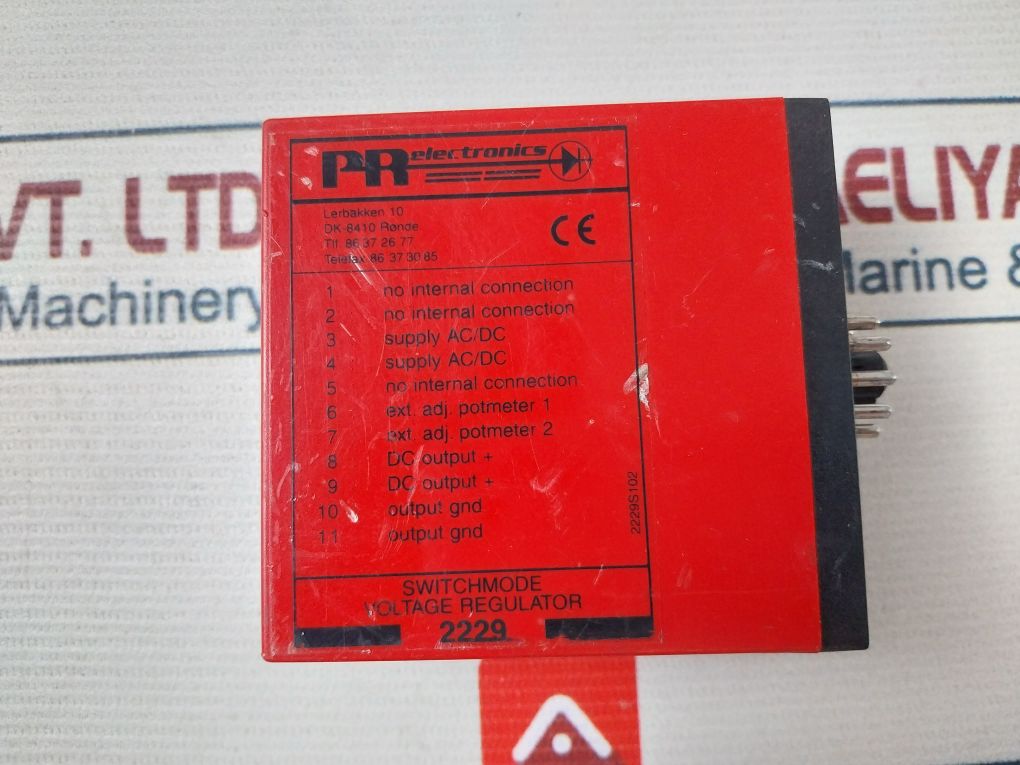 PR electronics
Lerbakken 10
DK-8410 Rønde
Tlf. 86 37 26 77
Telefax 86 37 30 85
CE
1 no internal connection
2 no internal connection
3 supply AC/DC
4 supply AC/DC
5 no internal connection
6 ext. adj. potmeter 1
7 ext. adj. potmeter 2
8 DC output +
9 DC output +
10 output gnd
11 output gnd
2229S102
SWITCHMODE
VOLTAGE REGULATOR
2229
VT. LTD
Machinery
AELIYA
Marine &